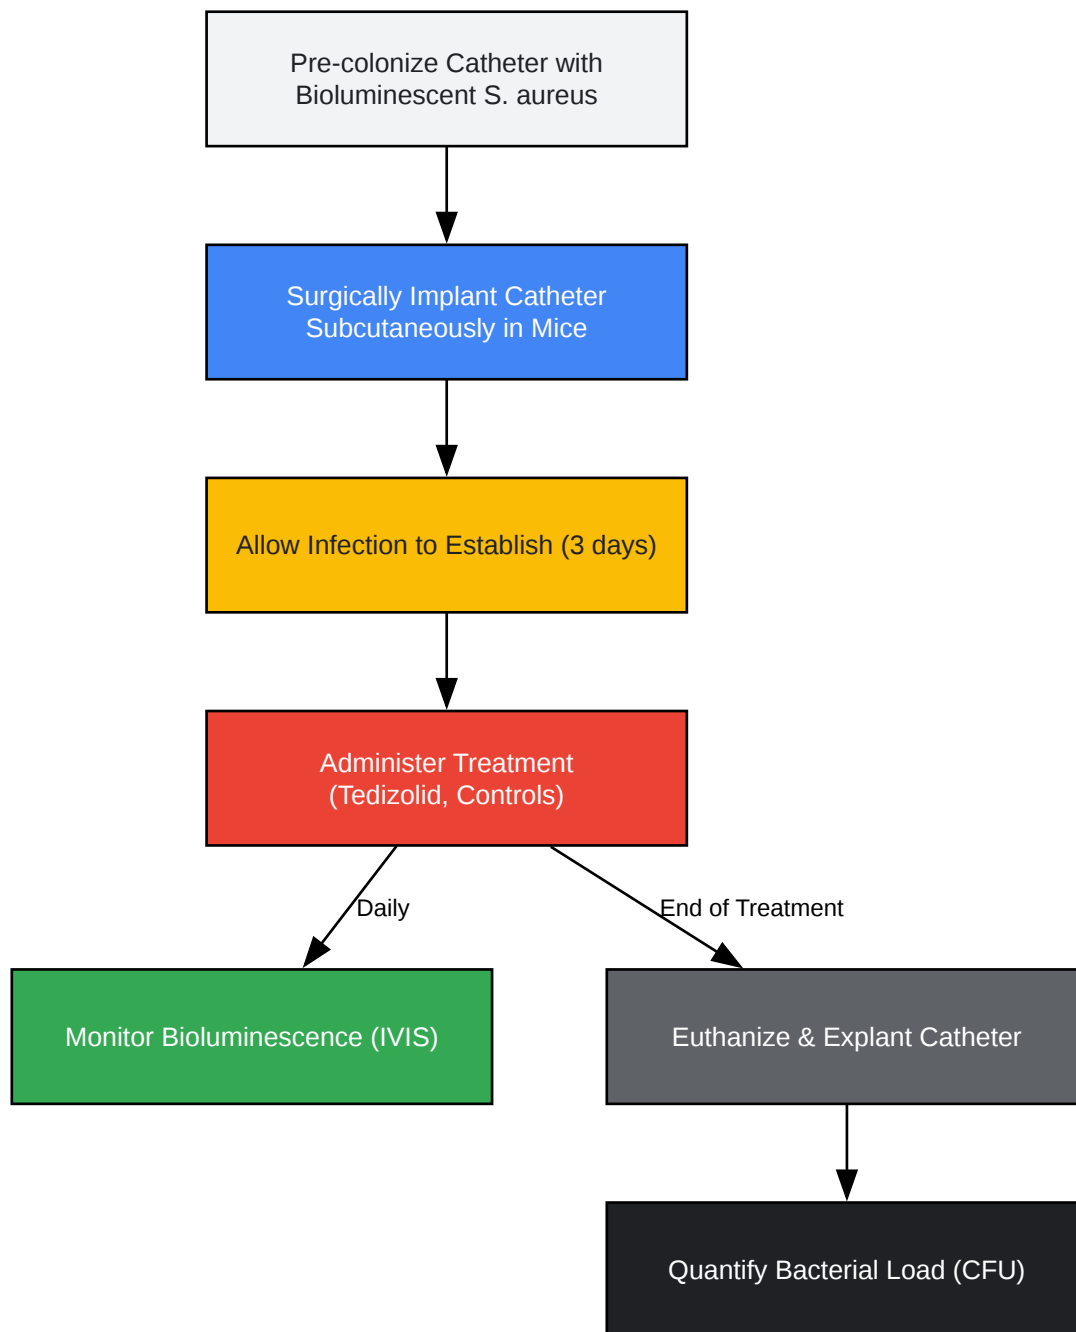 Pre-colonize Catheter with
Bioluminescent S. aureus
Surgically Implant Catheter
Subcutaneously in Mice
Allow Infection to Establish (3 days)
Administer Treatment
(Tedizolid, Controls)
Daily
End of Treatment
Monitor Bioluminescence (IVIS)
Euthanize & Explant Catheter
Quantify Bacterial Load (CFU)